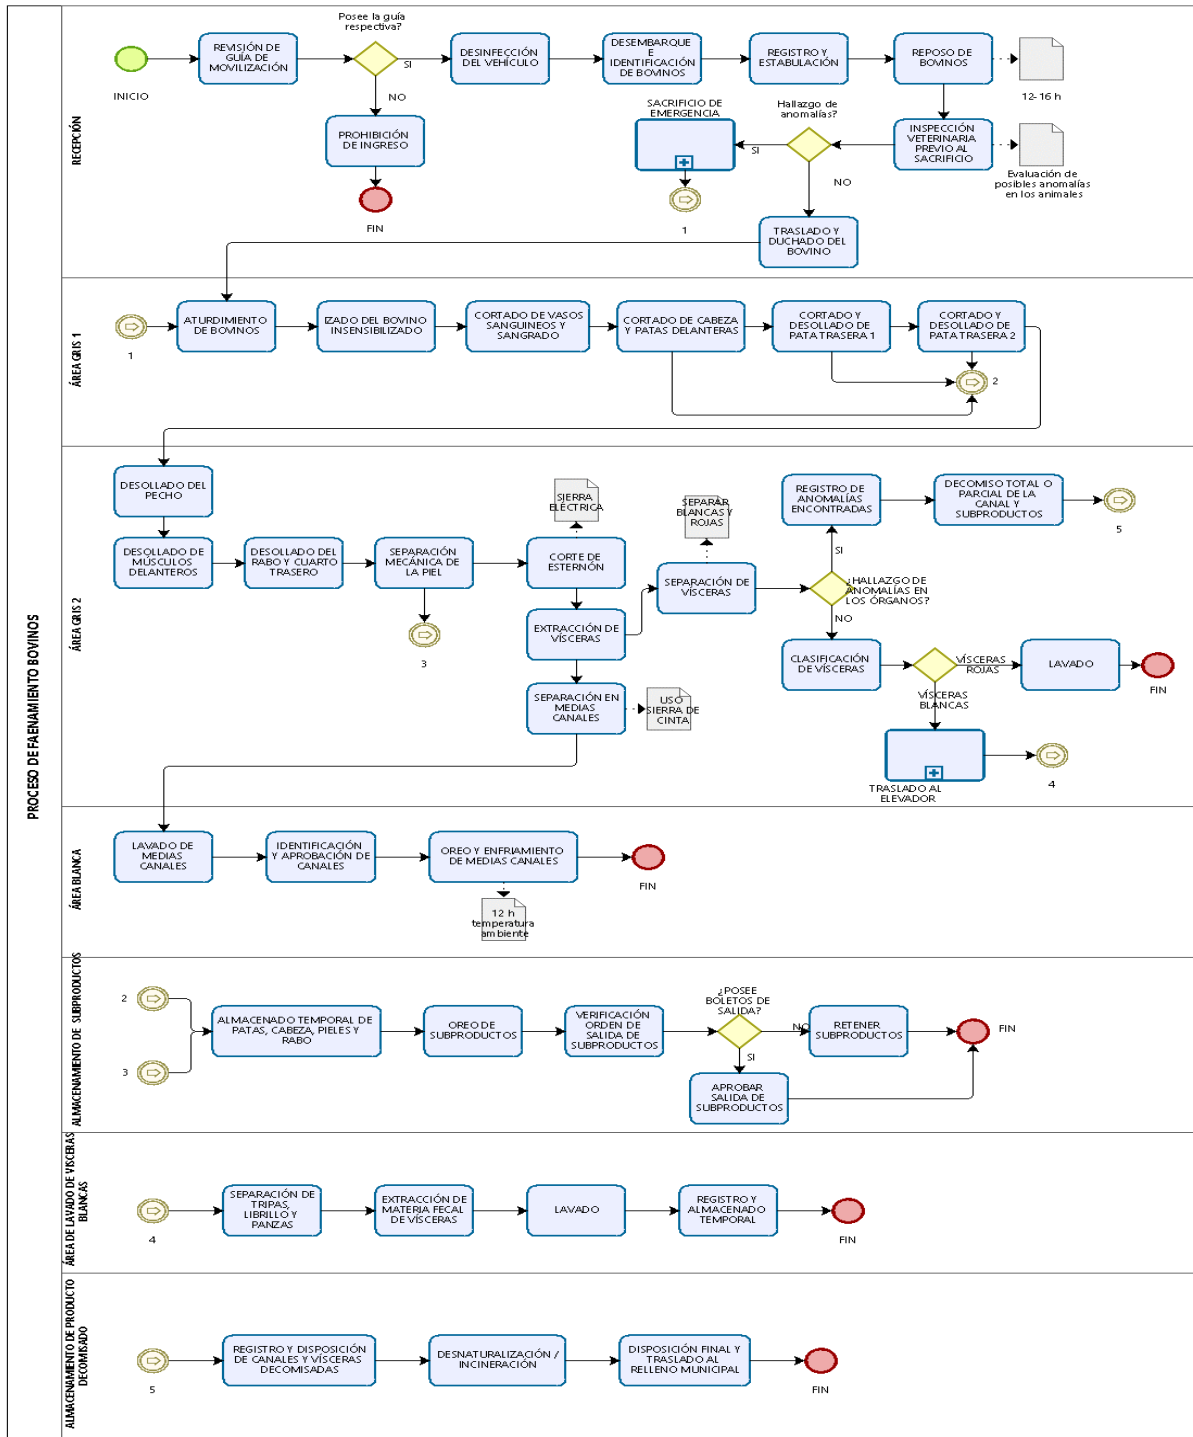 PROCESO DE FAENAMIENTO BOVINOS
RECEPCIÓN
INICIO
REVISIÓN DE
GUÍA DE
MOVILIZACIÓN
Posee la guía
respectiva?
SI
NO
PROHIBICIÓN
DE INGRESO
FIN
DESINFECCIÓN
DEL VEHÍCULO
DESEMBARQUE
E
IDENTIFICACIÓN
DE BOVINOS
REGISTRO Y
ESTABULACIÓN
REPOSO DE
BOVINOS
12-16 h
INSPECCIÓN
VETERINARIA
PREVIO AL
SACRIFICIO
Evaluación de
posibles anomalías
en los animales
Hallazgo de
anomalías?
SI
NO
SACRIFICIO DE
EMERGENCIA
1
TRASLADO Y
DUCHADO DEL
BOVINO
ÁREA GRIS 1
1
ATURDIMIENTO
DE BOVINOS
IZADO DEL BOVINO
INSENSIBILIZADO
CORTADO DE VASOS
SANGUINEOS Y
SANGRADO
CORTADO DE CABEZA
Y PATAS DELANTERAS
CORTADO Y
DESOLLADO DE
PATA TRASERA 1
CORTADO Y
DESOLLADO DE
PATA TRASERA 2
2
ÁREA GRIS 2
DESOLLADO DEL
PECHO
DESOLLADO DE
MÚSCULOS
DELANTEROS
DESOLLADO DEL
RABO Y CUARTO
TRASERO
SEPARACIÓN
MECÁNICA DE
LA PIEL
3
SIERRA
ELÉCTRICA
CORTE DE
ESTERNÓN
EXTRACCIÓN DE
VÍSCERAS
SEPARACIÓN EN
MEDIAS
CANALES
USO
SIERRA DE
CINTA
SEPARAR
BLANCAS Y
ROJAS
SEPARACIÓN DE
VÍSCERAS
¿HALLAZGO DE
ANOMALÍAS EN
LOS ÓRGANOS?
SI
NO
REGISTRO DE
ANOMALÍAS
ENCONTRADAS
DECOMISO TOTAL O
PARCIAL DE LA
CANAL Y
SUBPRODUCTOS
5
CLASIFICACIÓN
DE VÍSCERAS
VÍSCERAS
ROJAS
LAVADO
FIN
VÍSCERAS
BLANCAS
TRASLADO AL
ELEVADOR
4
ÁREA BLANCA
LAVADO DE
MEDIAS
CANALES
IDENTIFICACIÓN
Y APROBACIÓN DE
CANALES
OREO Y ENFRIAMIENTO
DE MEDIAS CANALES
12 h
temperatura
ambiente
FIN
ALMACENAMIENTO DE SUBPRODUCTOS
2
3
ALMACENADO TEMPORAL DE
PATAS, CABEZA, PIELES Y
RABO
OREO DE
SUBPRODUCTOS
VERIFICACIÓN
ORDEN DE
SALIDA DE
SUBPRODUCTOS
¿POSEE
BOLETOS DE
SALIDA?
NO
SI
RETENER
SUBPRODUCTOS
APROBAR
SALIDA DE
SUBPRODUCTOS
FIN
ÁREA DE LAVADO DE VISCERAS
BLANCAS
4
SEPARACIÓN DE
TRIPAS,
LIBRILLO Y
PANZAS
EXTRACCIÓN DE
MATERIA FECAL
DE VÍSCERAS
LAVADO
REGISTRO Y
ALMACENADO
TEMPORAL
FIN
ALMACENAMIENTO DE PRODUCTO
DECOMISADO
5
REGISTRO Y DISPOSICIÓN
DE CANALES Y VÍSCERAS
DECOMISADAS
DESNATURALIZACIÓN /
INCINERACIÓN
DISPOSICIÓN FINAL Y
TRASLADO AL
RELLENO MUNICIPAL
FIN